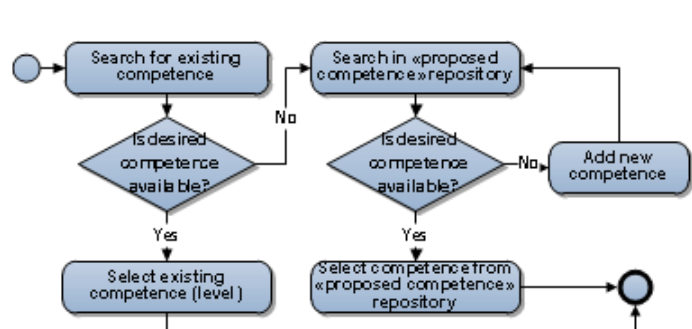 Search for existing
competence
Search in «proposed
competence» repository
No
Is desired
competence
available?
Is desired
competence
available?
No
Add new
competence
Yes
Yes
Select existing
competence (level)
Select competence from
«proposed competence»
repository